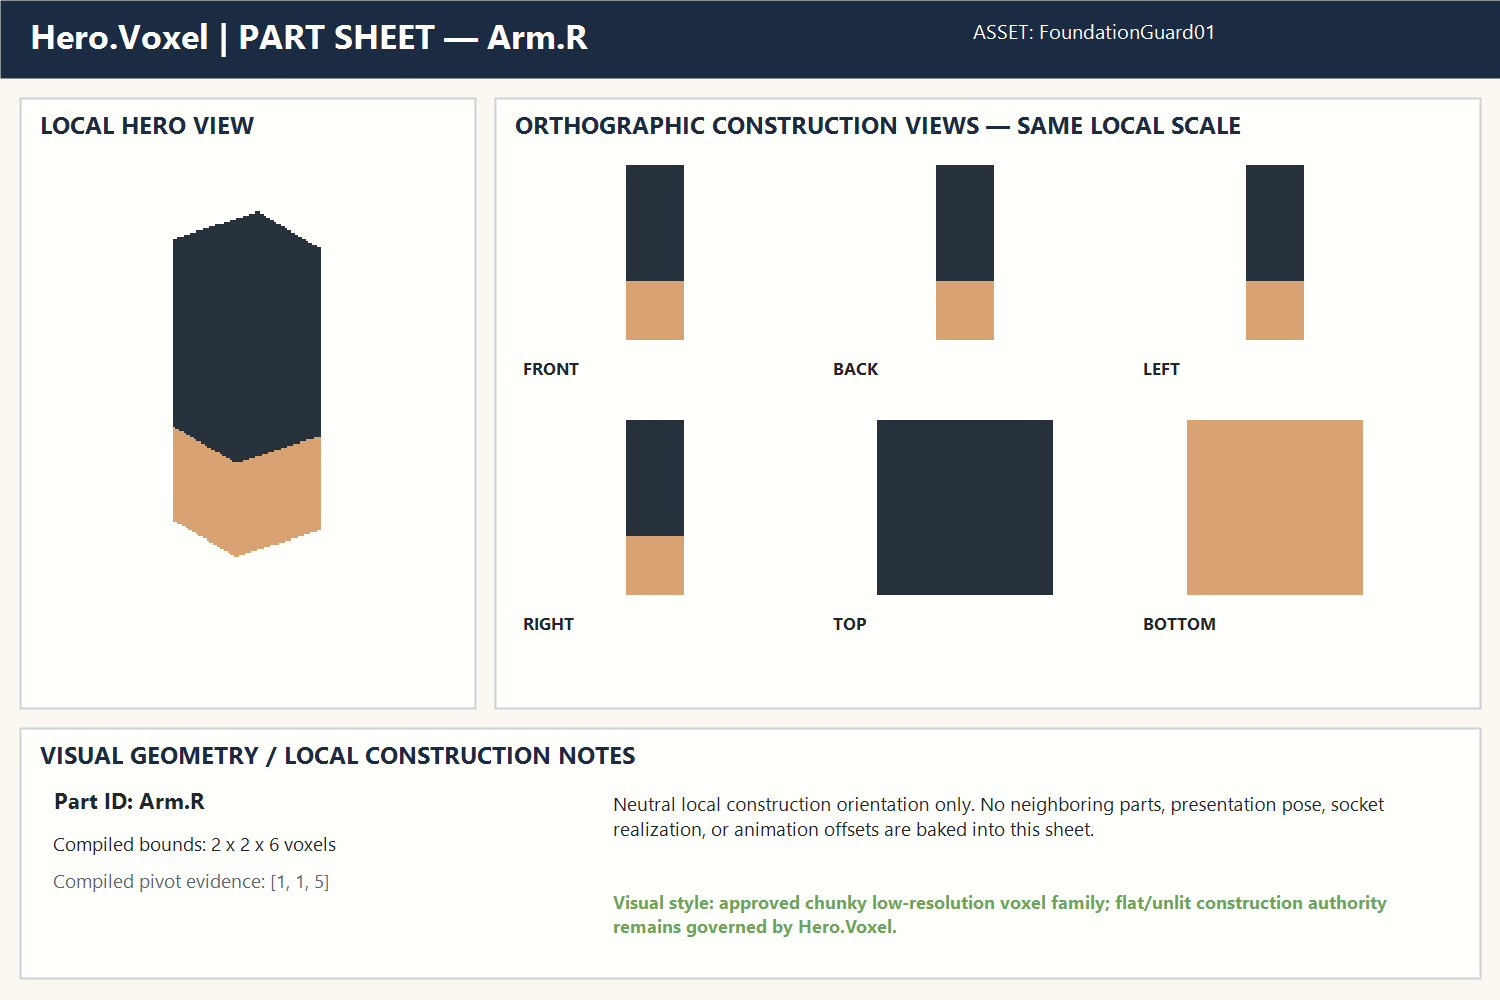 Hero.Voxel | PART SHEET — Arm.R
ASSET: FoundationGuard01
LOCAL HERO VIEW
ORTHOGRAPHIC CONSTRUCTION VIEWS — SAME LOCAL SCALE
FRONT
BACK
LEFT
RIGHT
TOP
BOTTOM
VISUAL GEOMETRY / LOCAL CONSTRUCTION NOTES
Part ID: Arm.R
Compiled bounds: 2 x 2 x 6 voxels
Compiled pivot evidence: [1, 1, 5]
Neutral local construction orientation only. No neighboring parts, presentation pose, socket
realization, or animation offsets are baked into this sheet.
Visual style: approved chunky low-resolution voxel family; flat/unlit construction authority
remains governed by Hero.Voxel.